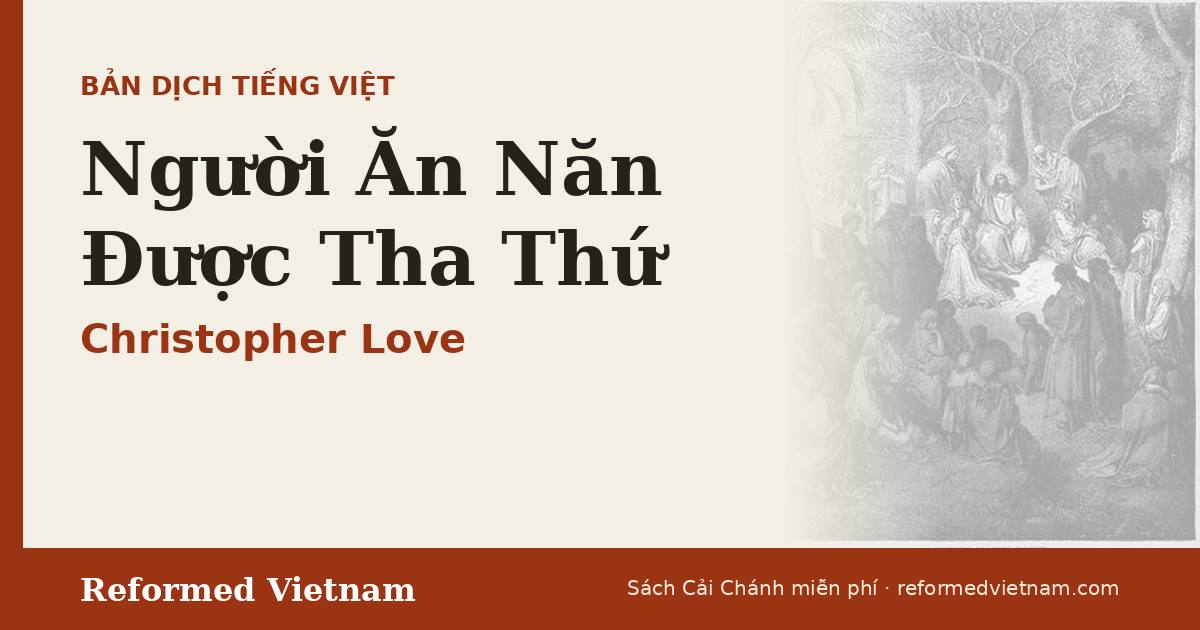 BẢN DỊCH TIẾNG VIỆT
Người Ăn Năn
Được Tha Thứ
Christopher Love
Reformed Vietnam
Sách Cải Chánh miễn phí · reformedvietnam.com